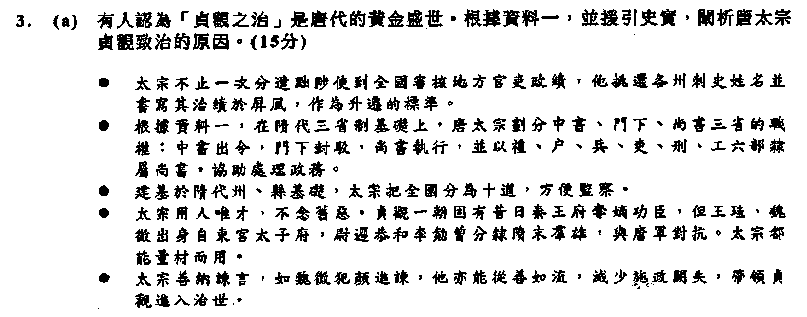 3. (a) 有人認為「貞觀之治」是唐代的黃金盛世。根據資料一，並援引史實，闡析唐太宗
貞觀致治的原因。(15分)
● 太宗不止一次分遣黜陟使到全國審核地方官吏政績，他挑選各州刺史姓名並
書寫其治績於屏風，作為升遷的標準。
● 根據資料一，在隋代三省制基礎上，唐太宗劃分中書、門下、尚書三省的職
權：中書出令，門下封駁，尚書執行，並以禮、戶、兵、吏、刑、工六部隸
屬尚書，協助處理政務。
● 建基於隋代州、縣基礎，太宗把全國分為十道，方便監察。
● 太宗用人唯才，不念舊惡。貞觀一朝固有昔日秦王府舊功臣，但王珪、魏
徵出身自東宮太子府，尉遲恭和李勣曾分隸隋末羣雄，與唐軍對抗。太宗都
能量材而用。
● 太宗善納諫言，如魏徵犯顏進諫，他亦能從善如流，減少施政闕失，帶領貞
觀進入治世。